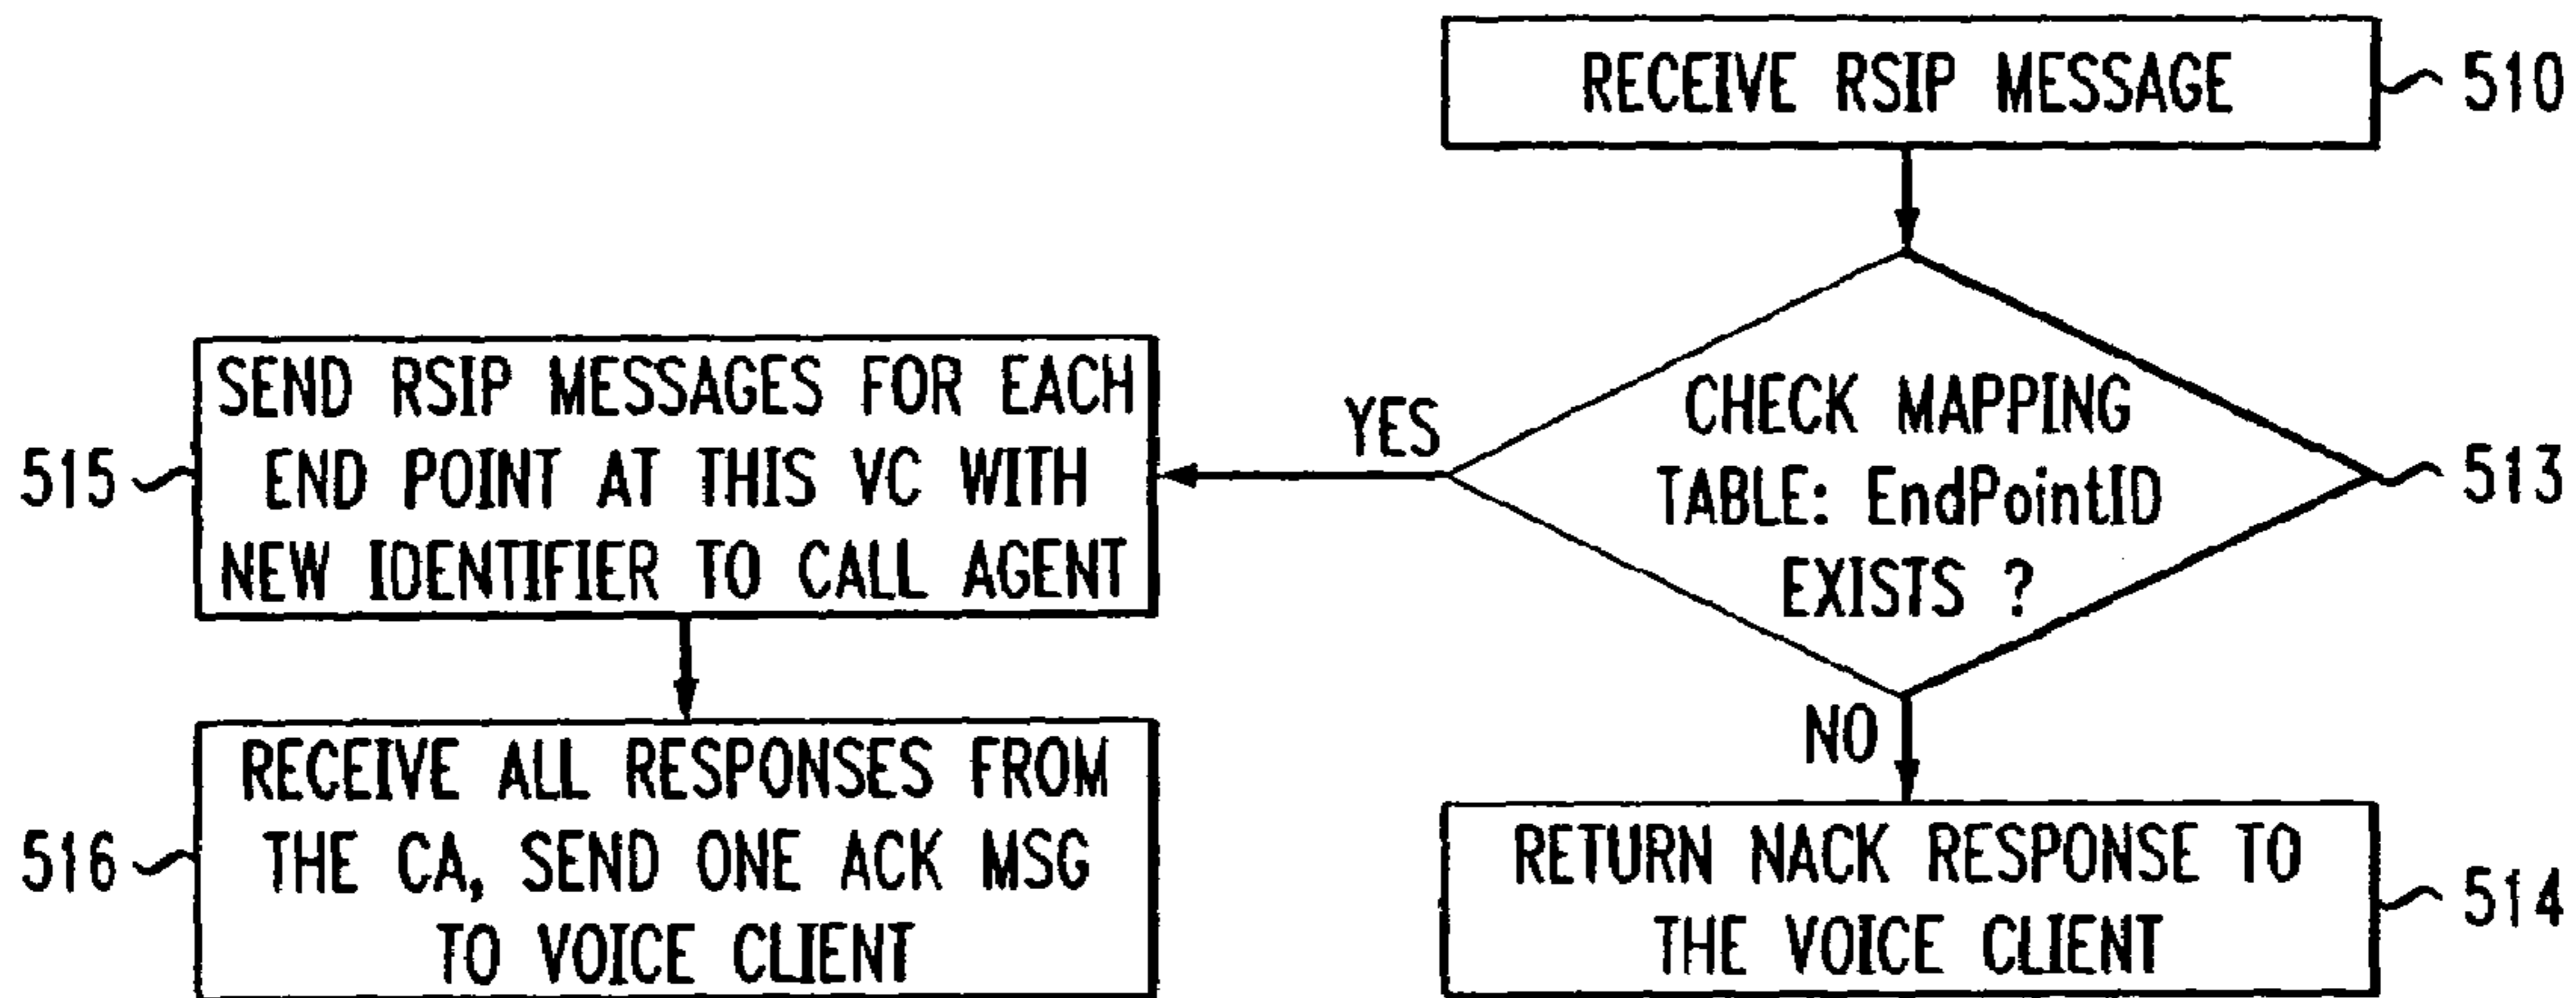 RECEIVE RSIP MESSAGE
510
CHECK MAPPING
TABLE: EndPointID
EXISTS ?
513
YES
NO
SEND RSIP MESSAGES FOR EACH
END POINT AT THIS VC WITH
NEW IDENTIFIER TO CALL AGENT
515
RECEIVE ALL RESPONSES FROM
THE CA, SEND ONE ACK MSG
TO VOICE CLIENT
516
RETURN NACK RESPONSE TO
THE VOICE CLIENT
514